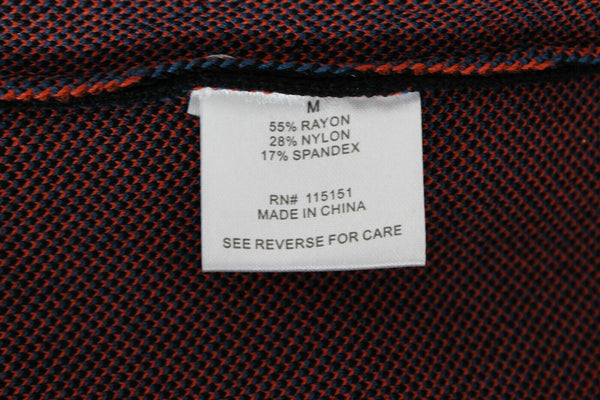 M
55% RAYON
28% NYLON
17% SPANDEX
RN# 115151
MADE IN CHINA
SEE REVERSE FOR CARE